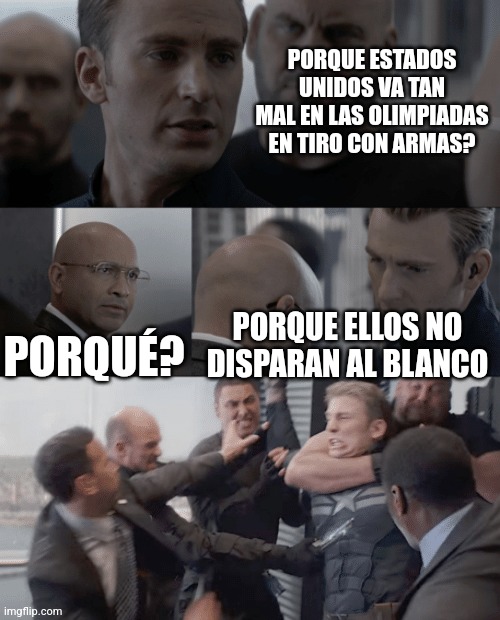 PORQUE ESTADOS
UNIDOS VA TAN
MAL EN LAS OLIMPIADAS
EN TIRO CON ARMAS?
PORQUÉ?
PORQUE ELLOS NO
DISPARAN AL BLANCO
imgflip.com